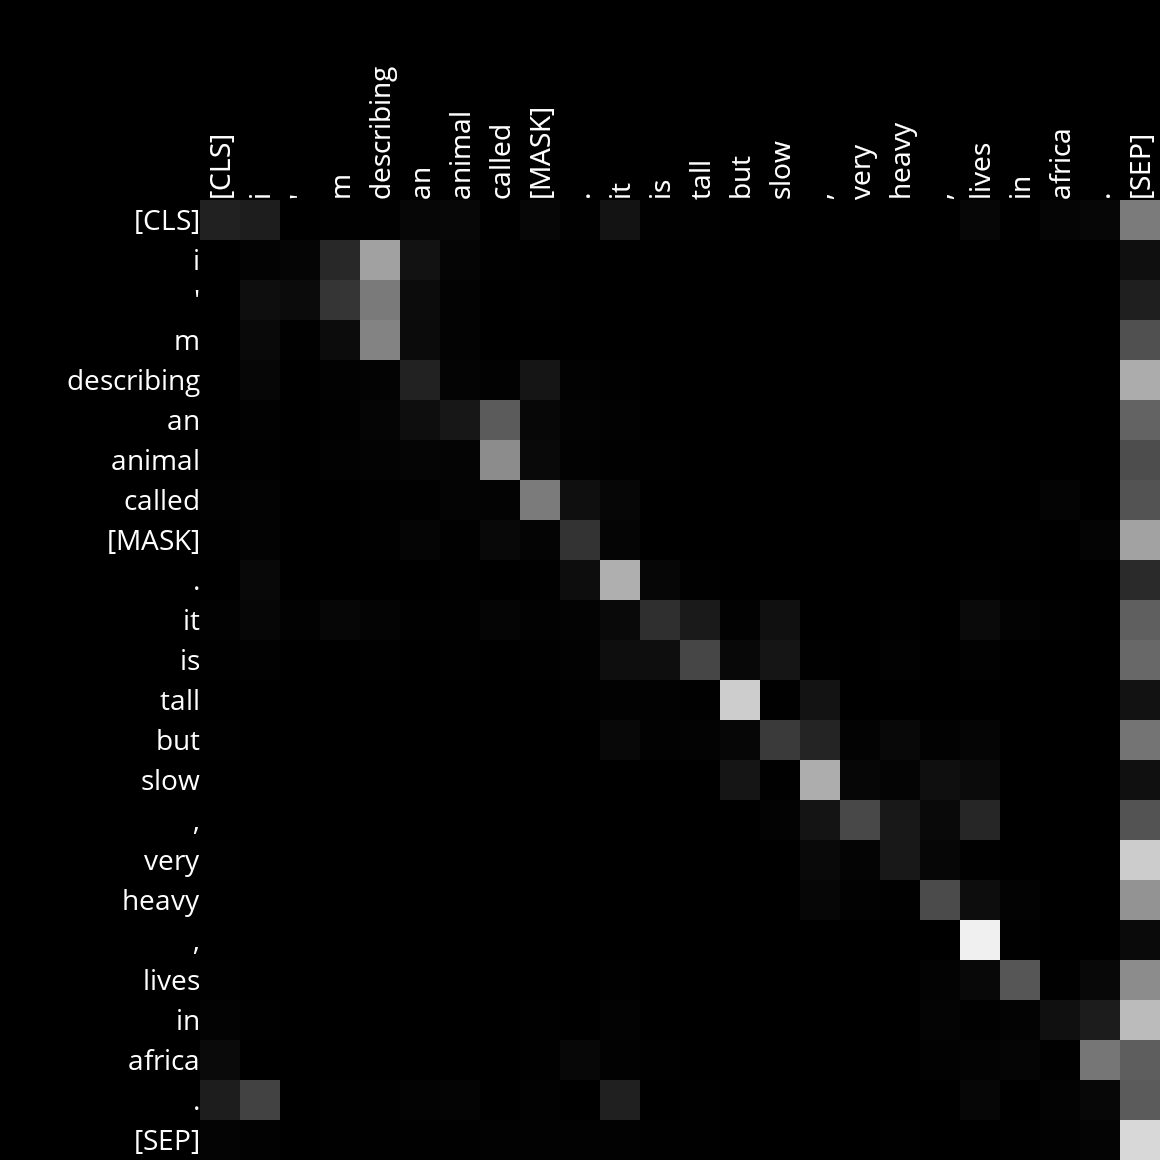 [CLS] i ' m describing an animal called [MASK] . it is tall but slow , very heavy , lives in africa . [SEP]
[CLS]
i
'
m
describing
an
animal
called
[MASK]
.
it
is
tall
but
slow
,
very
heavy
,
lives
in
africa
.
[SEP]